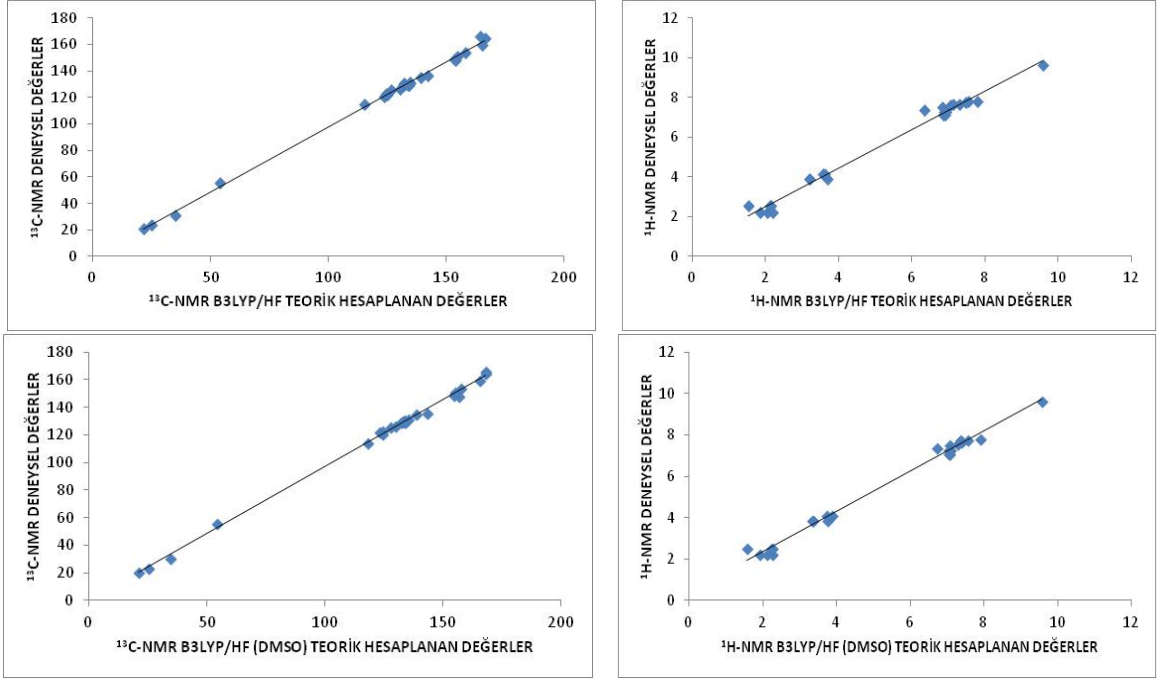 180
160
140
120
100
80
60
40
20
0
0 50 100 150 200
¹³C-NMR DENEYSEL DEĞERLER
¹³C-NMR B3LYP/HF TEORİK HESAPLANAN DEĞERLER
12
10
8
6
4
2
0
0 2 4 6 8 10 12
¹H-NMR DENEYSEL DEĞERLER
¹H-NMR B3LYP/HF TEORİK HESAPLANAN DEĞERLER
180
160
140
120
100
80
60
40
20
0
0 50 100 150 200
¹³C-NMR DENEYSEL DEĞERLER
¹³C-NMR B3LYP/HF (DMSO) TEORİK HESAPLANAN DEĞERLER
12
10
8
6
4
2
0
0 2 4 6 8 10 12
¹H-NMR DENEYSEL DEĞERLER
¹H-NMR B3LYP/HF (DMSO) TEORİK HESAPLANAN DEĞERLER